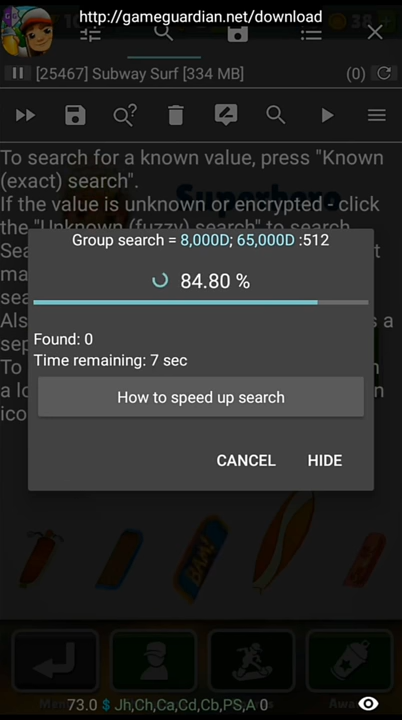 http://gameguardian.net/download
[25467] Subway Surf [334 MB]
(0)
To search for a known value, press "Known
(exact) search".
If the value is unknown or encrypted - click
the "Unknown (fuzzy) search" to search
Group search = 8,000D; 65,000D :512
84.80 %
Found: 0
Time remaining: 7 sec
How to speed up search
CANCEL
HIDE
73.0 $ Jh,Ch,Ca,Cd,Cb,PS,A 0